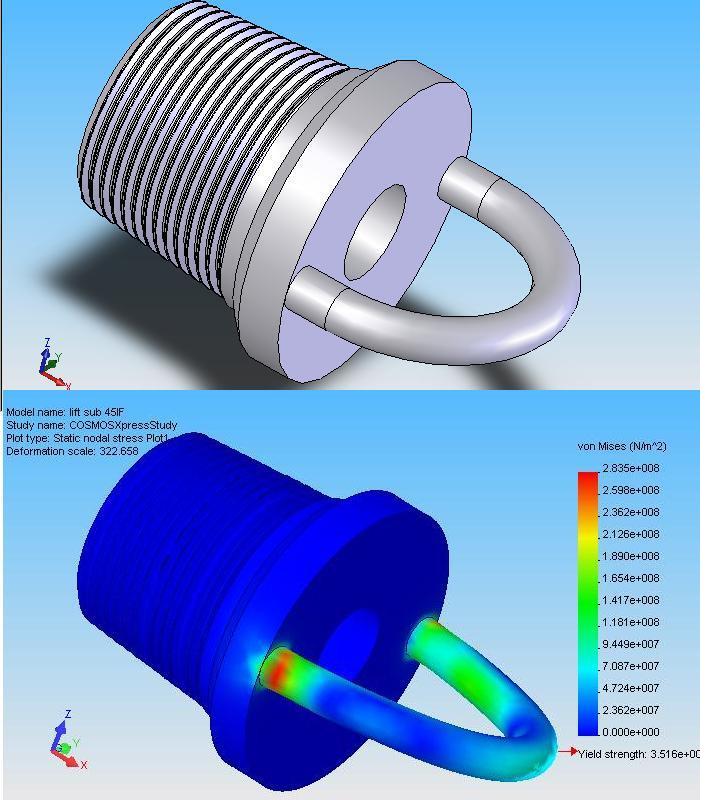 Z
Y
X
Model name: lift sub 45IF
Study name: COSMOSXpressStudy
Plot type: Static nodal stress Plot1
Deformation scale: 322.658
von Mises (N/m^2)
2.835e+008
2.598e+008
2.362e+008
2.126e+008
1.890e+008
1.654e+008
1.417e+008
1.181e+008
9.449e+007
7.087e+007
4.724e+007
2.362e+007
0.000e+000
Yield strength: 3.516e+00
Z
Y
X